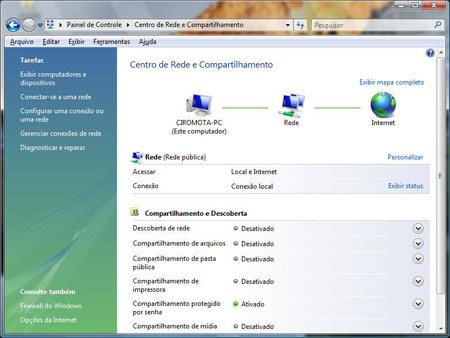 Painel de Controle Centro de Rede e Compartilhamento
Pesquisar
Arquivo Editar Exibir Ferramentas Ajuda
Tarefas
Exibir computadores e
dispositivos
Conectar-se a uma rede
Configurar uma conexão ou
uma rede
Gerenciar conexões de rede
Diagnosticar e reparar
Consulte também
Firewall do Windows
Opções da Internet
Centro de Rede e Compartilhamento
Exibir mapa completo
CIROMOTA-PC
(Este computador)
Rede
Internet
Rede (Rede pública)
Personalizar
Acessar Local e Internet
Conexão Conexão local Exibir status
Compartilhamento e Descoberta
Descoberta de rede Desativado
Compartilhamento de arquivos Desativado
Compartilhamento de pasta
pública
Desativado
Compartilhamento de
impressora
Desativado
Compartilhamento protegido
por senha
Ativado
Compartilhamento de mídia Desativado